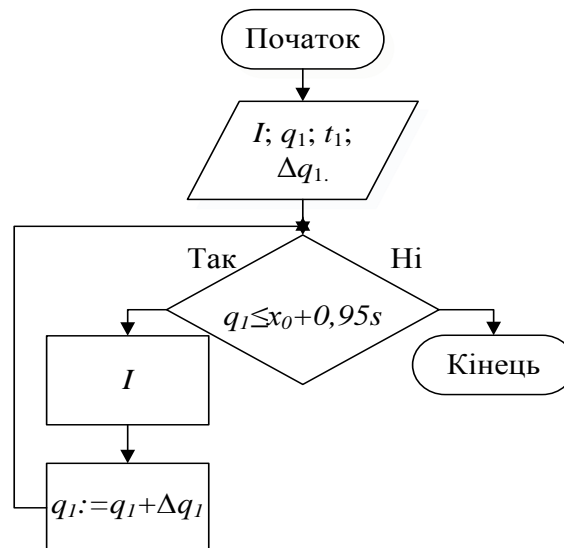 Початок
I; q₁; t₁;
Δq₁.
Так
Ні
q₁≤x₀+0,95s
I
Кінець
q₁:=q₁+Δq₁